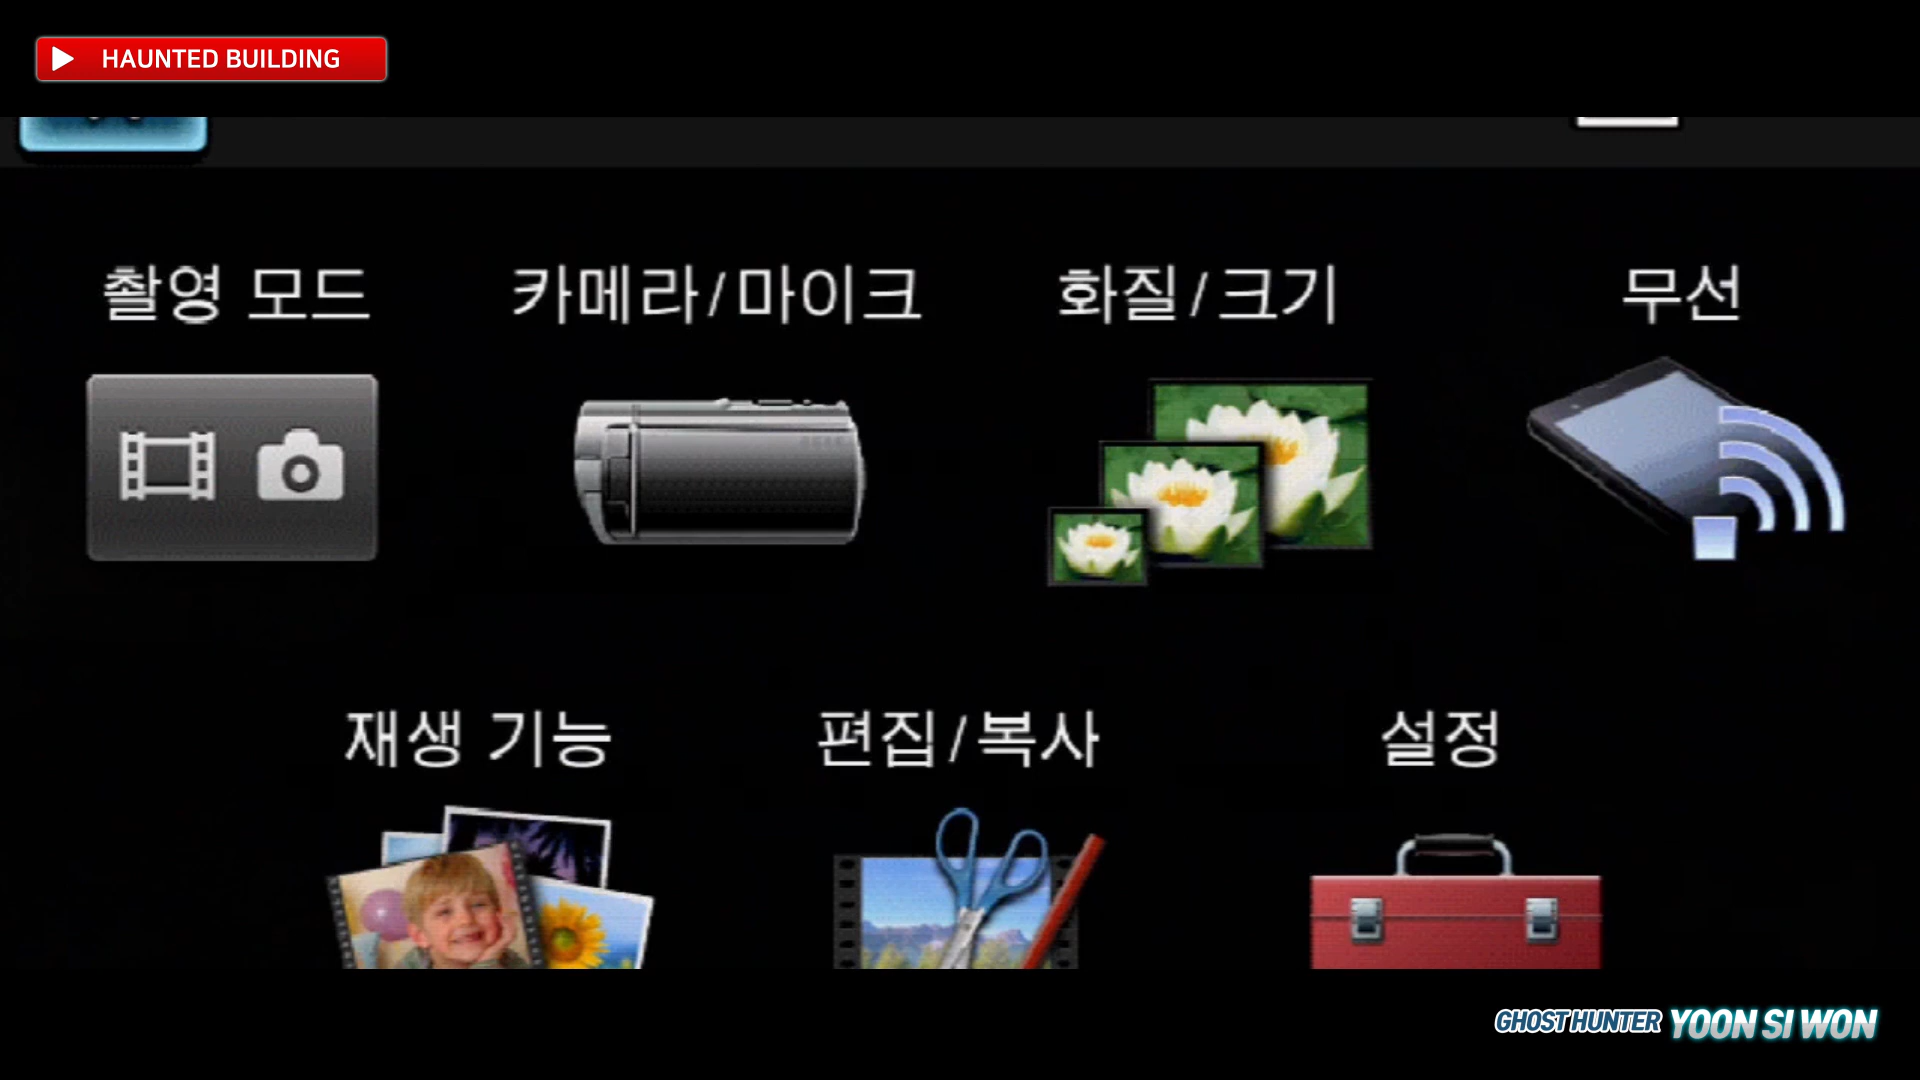 HAUNTED BUILDING
촬영 모드
카메라/마이크
화질/크기
무선
재생 기능
편집/복사
설정
GHOST HUNTER YOON SI WON